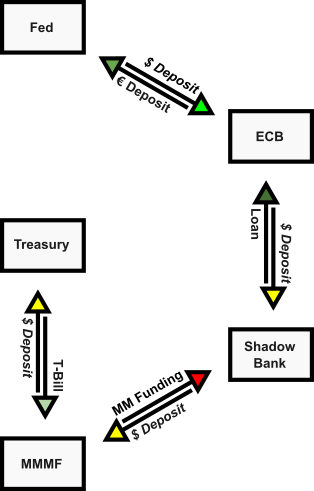 Fed
$ Deposit
€ Deposit
ECB
Loan
$ Deposit
Treasury
$ Deposit
T-Bill
Shadow
Bank
MM Funding
$ Deposit
MMMF